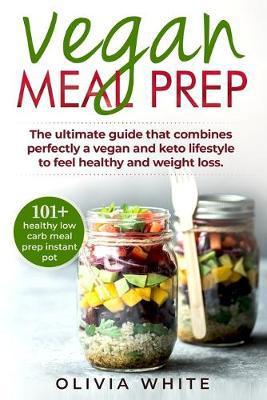 vegan
MEAL PREP
The ultimate guide that combines
perfectly a vegan and keto lifestyle
to feel healthy and weight loss.
101+
healthy low
carb meal
prep instant
pot
OLIVIA WHITE